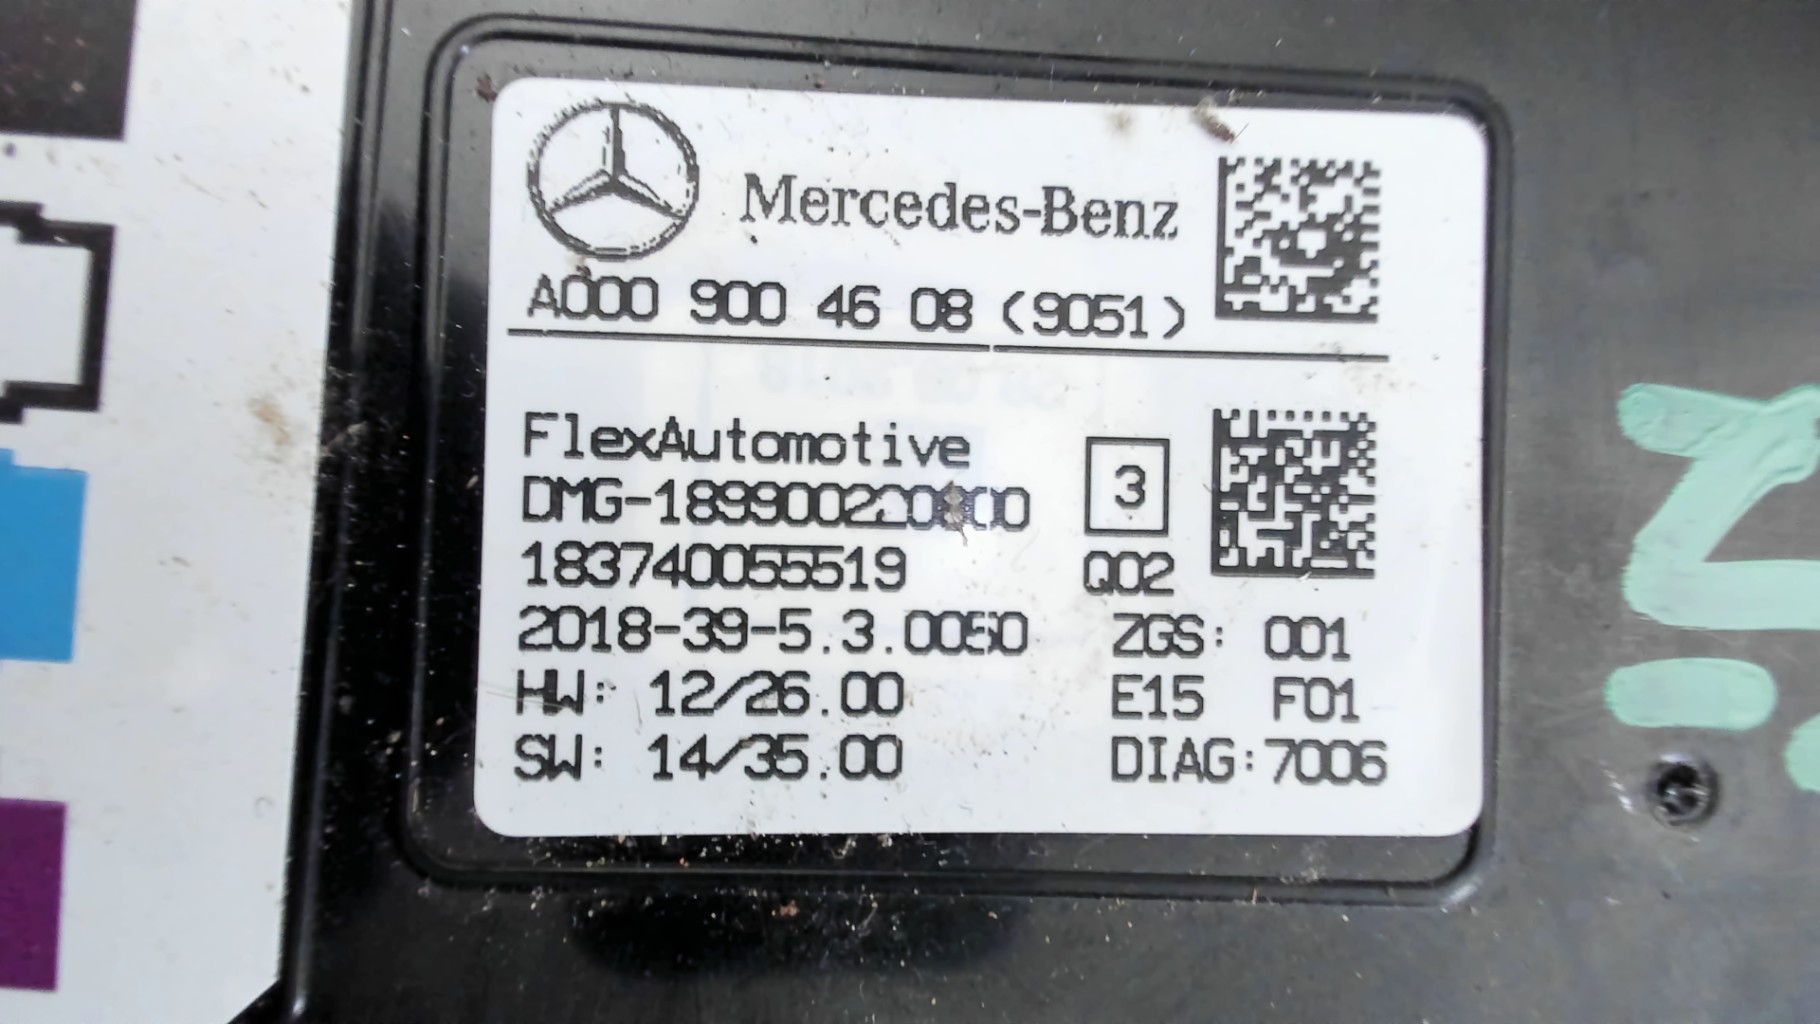 Mercedes-Benz
A000 900 46 08 (9051)
FlexAutomotive
3
183740055519
Q02
2018-39-5.3.0050
ZGS: 001
HW: 12/26.00
E15 F01
SW: 14/35.00
DIAG:7006